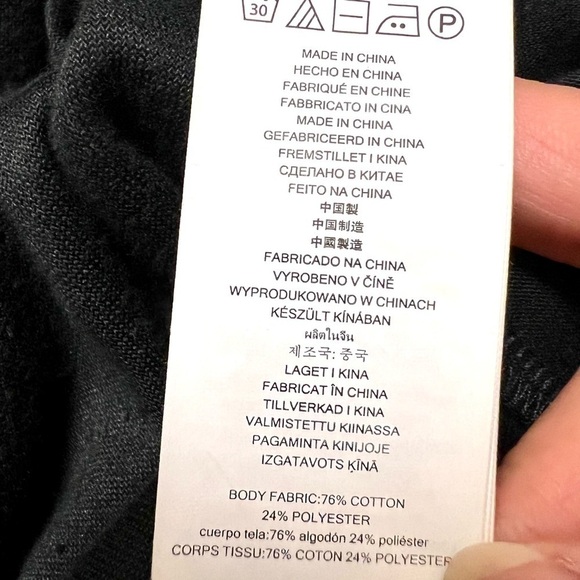 30 P
MADE IN CHINA
HECHO EN CHINA
FABRIQUÉ EN CHINE
FABBRICATO IN CINA
MADE IN CHINA
GEFABRICEERD IN CHINA
FREMSTILLET I KINA
СДЕЛАНО В КИТАЕ
FEITO NA CHINA
中国製
中国制造
中國製造
FABRICADO NA CHINA
VYROBENO V ČÍNĚ
WYPRODUKOWANO W CHINACH
KÉSZÜLT KÍNÁBAN
ผลิตในจีน
제조국: 중국
LAGET I KINA
FABRICAT ÎN CHINA
TILLVERKAD I KINA
VALMISTETTU KIINASSA
PAGAMINTA KINIJOJE
IZGATAVOTS ĶĪNĀ
BODY FABRIC:76% COTTON
24% POLYESTER
cuerpo tela:76% algodón 24% poliéster
CORPS TISSU:76% COTON 24% POLYESTER